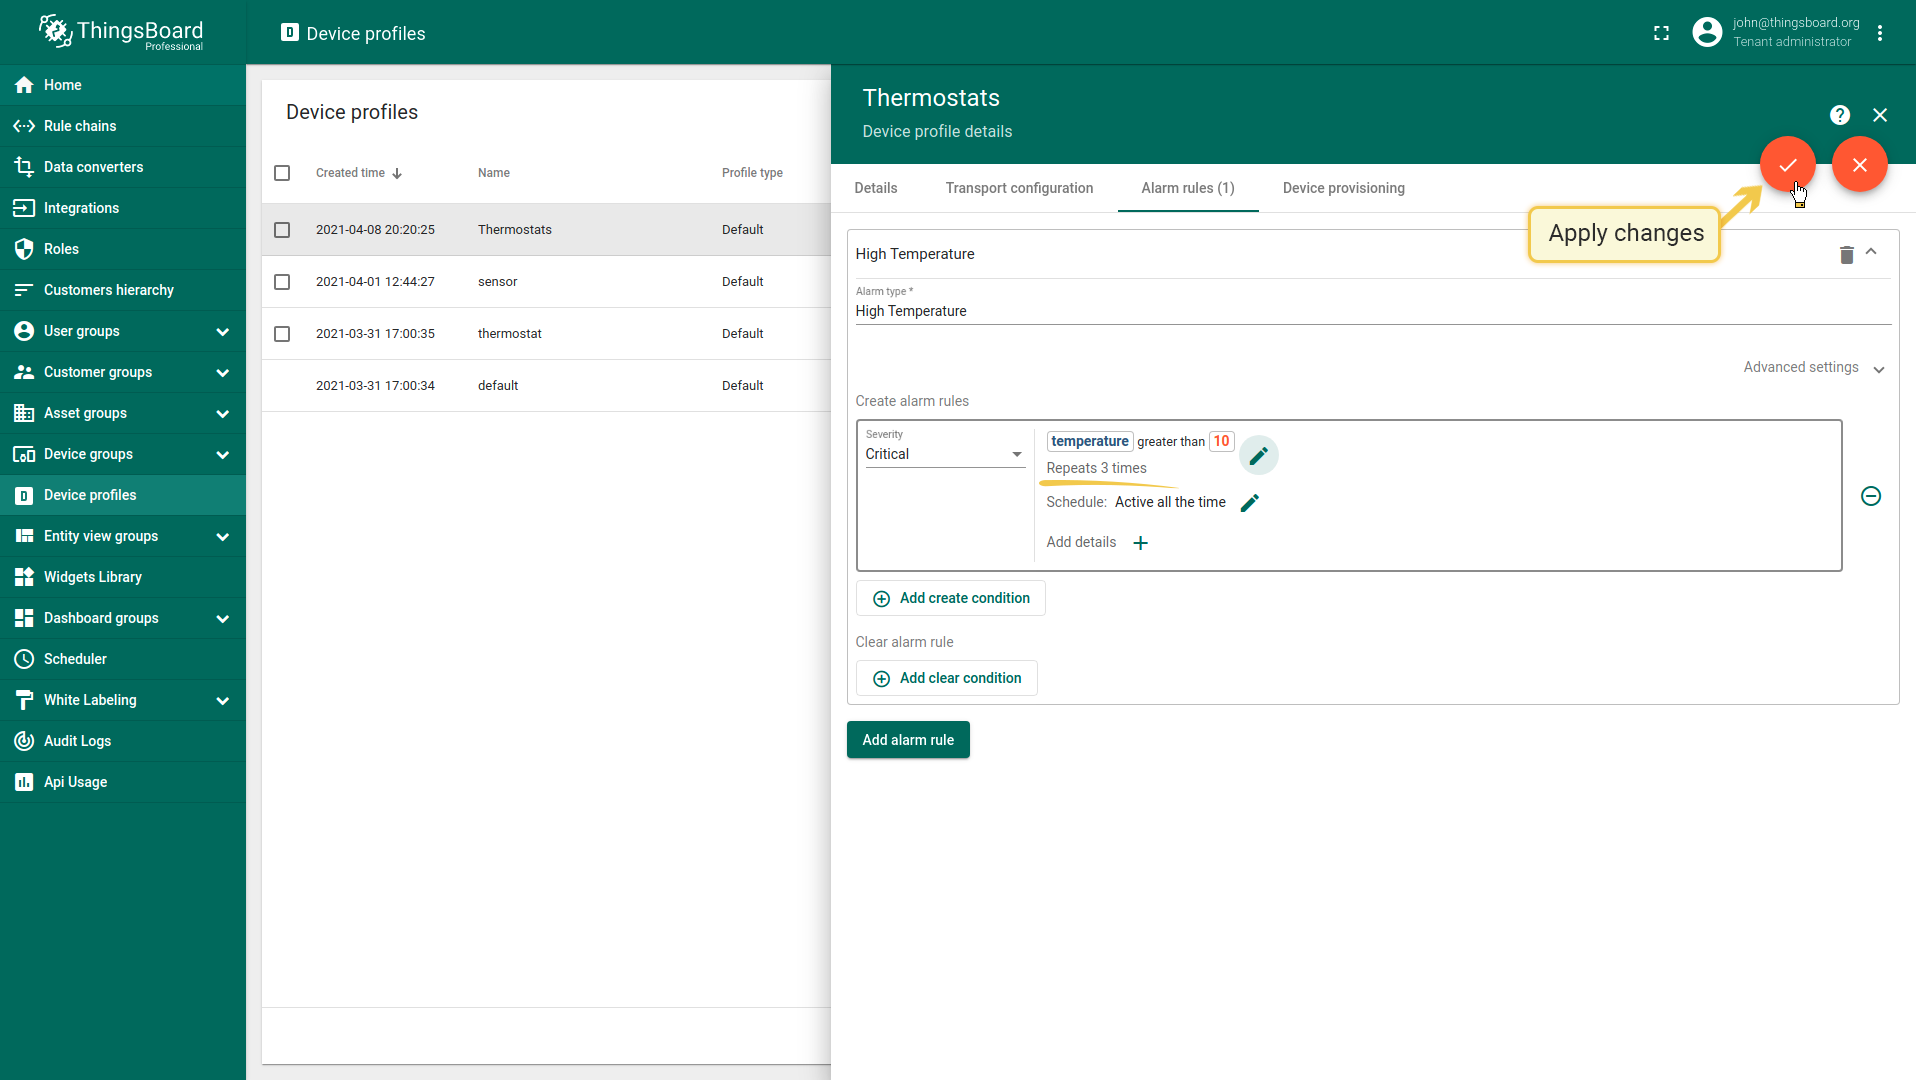 ThingsBoard
Professional
Device profiles
john@thingsboard.org
Tenant administrator
Home
Rule chains
Data converters
Integrations
Roles
Customers hierarchy
User groups
Customer groups
Asset groups
Device groups
Device profiles
Entity view groups
Widgets Library
Dashboard groups
Scheduler
White Labeling
Audit Logs
Api Usage
Device profiles
Created time Name Profile type
2021-04-08 20:20:25 Thermostats Default
2021-04-01 12:44:27 sensor Default
2021-03-31 17:00:35 thermostat Default
2021-03-31 17:00:34 default Default
Thermostats
Device profile details
Details Transport configuration Alarm rules (1) Device provisioning
Apply changes
High Temperature
Alarm type *
High Temperature
Advanced settings
Create alarm rules
Severity
Critical
temperature greater than 10
Repeats 3 times
Schedule: Active all the time
Add details
Add create condition
Clear alarm rule
Add clear condition
Add alarm rule